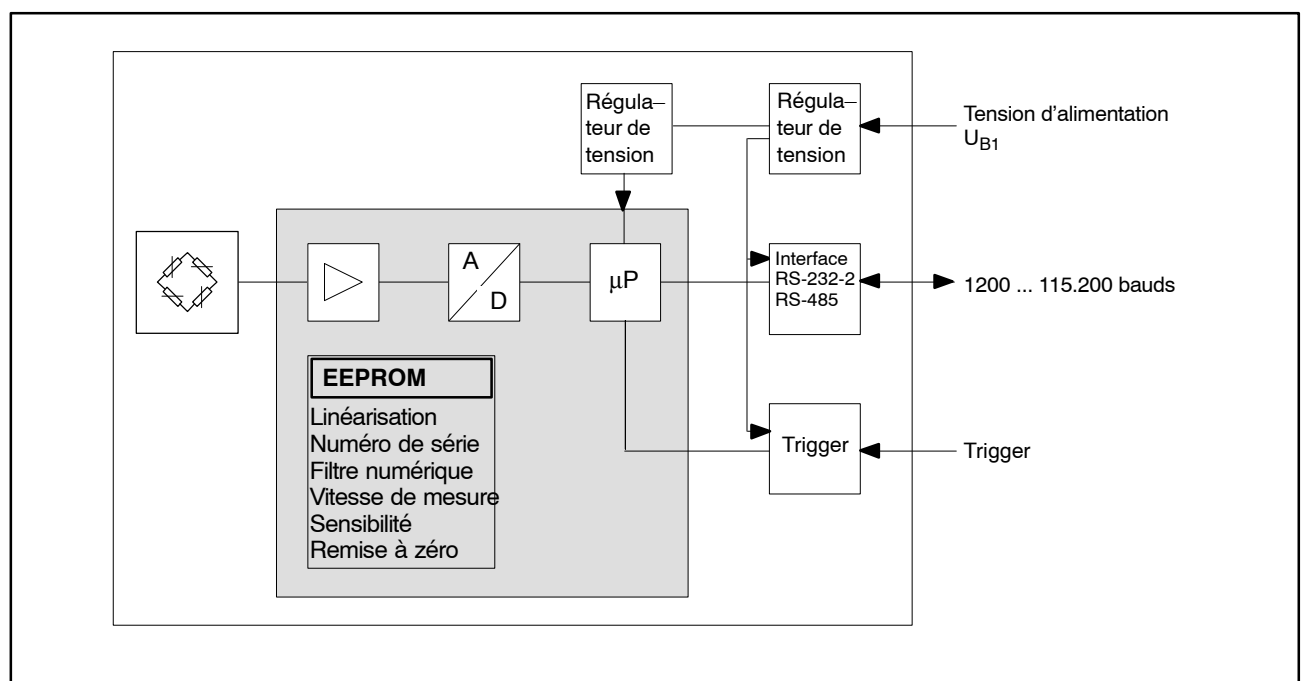 Régula–
teur de
tension
Régula–
teur de
tension
Tension d'alimentation
UB1
A
D
µP
Interface
RS-232-2
RS-485
1200 ... 115.200 bauds
EEPROM
Linéarisation
Numéro de série
Filtre numérique
Vitesse de mesure
Sensibilité
Remise à zéro
Trigger
Trigger